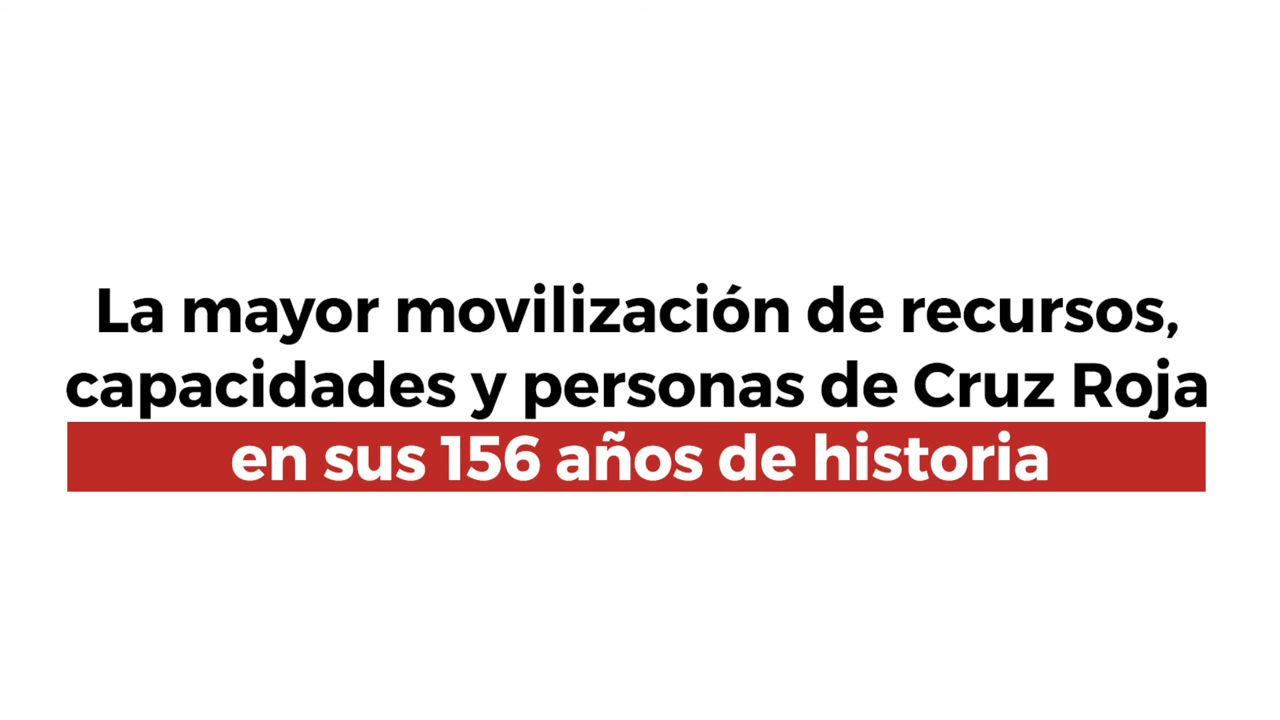 La mayor movilización de recursos,
capacidades y personas de Cruz Roja
en sus 156 años de historia